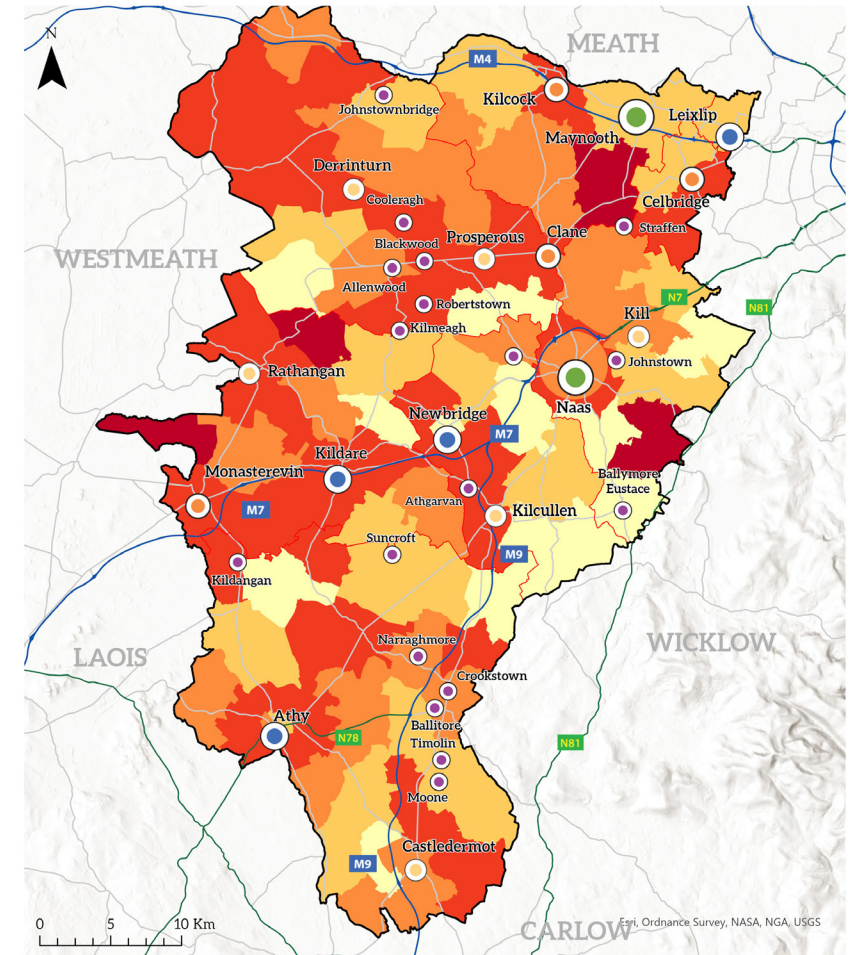 N
MEATH
M4
Kilcock
Johnstownbridge
Maynooth
Leixlip
Derrinturn
Celbridge
Cooleragh
Straffen
Clane
Prosperous
Blackwood
WESTMEATH
Allenwood
N7
N81
Robertstown
Kill
Kilmeagh
Johnstown
Rathangan
Naas
Newbridge
M7
Kildare
Monasterevin
Ballymore
Eustace
Athgarvan
M7
Kilcullen
Suncroft
M9
Kildangan
Narraghmore
WICKLOW
LAOIS
Crookstown
Athy
Ballitore
N78
Timolin
N81
Moone
Castledermot
M9
0 5 10 Km
Esri, Ordnance Survey, NASA, NGA, USGS
CARLOW